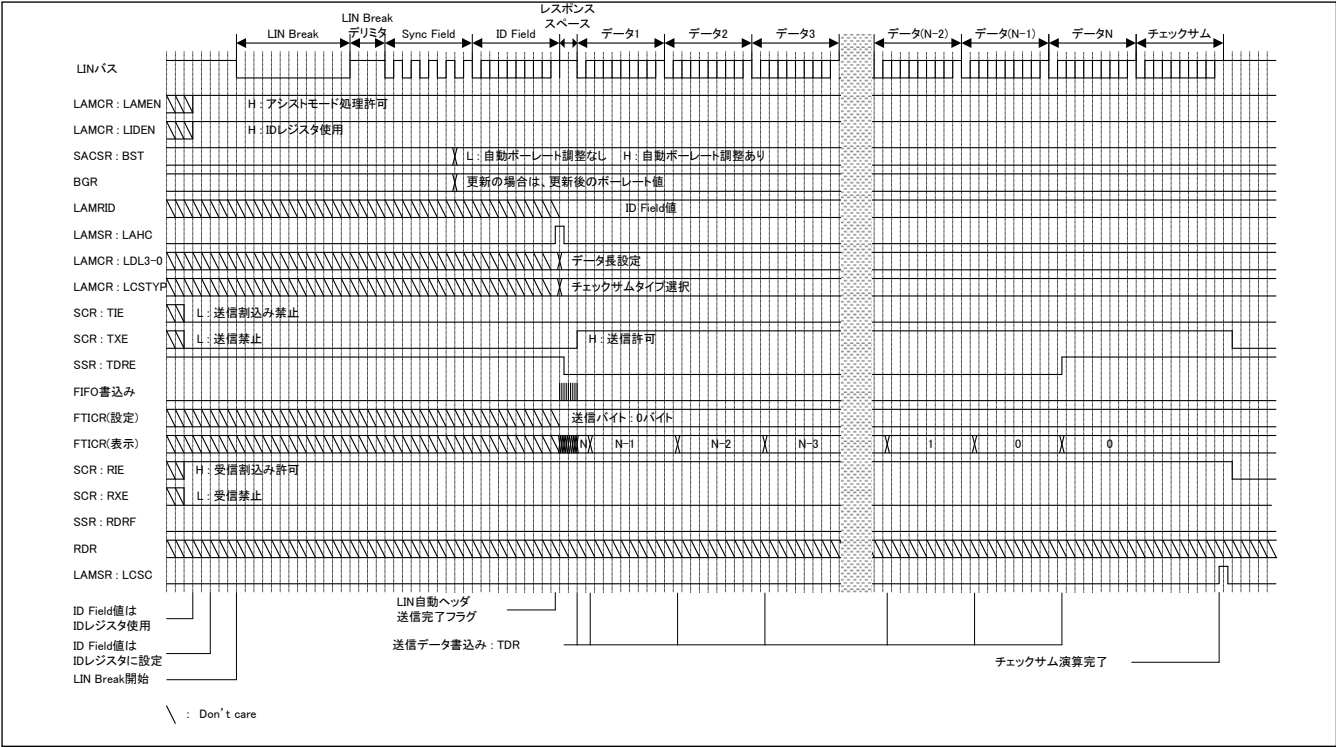 LIN Break
LIN Break
デリミタ
Sync Field
ID Field
レスポンス
スペース
データ1
データ2
データ3
データ(N-2)
データ(N-1)
データN
チェックサム
LINバス
LAMCR : LAMEN
H : アシストモード処理許可
LAMCR : LIDEN
H : IDレジスタ使用
SACSR : BST
L : 自動ボーレート調整なし H : 自動ボーレート調整あり
BGR
更新の場合は、更新後のボーレート値
LAMRID
ID Field値
LAMSR : LAHC
LAMCR : LDL3-0
データ長設定
LAMCR : LCSTYP
チェックサムタイプ選択
SCR : TIE
L : 送信割込み禁止
SCR : TXE
L : 送信禁止
H : 送信許可
SSR : TDRE
FIFO書込み
FTICR(設定)
送信バイト : 0バイト
FTICR(表示)
N
N-1
N-2
N-3
1
0
0
SCR : RIE
H : 受信割込み許可
SCR : RXE
L : 受信禁止
SSR : RDRF
RDR
LAMSR : LCSC
ID Field値は
IDレジスタ使用
ID Field値は
IDレジスタに設定
LIN Break開始
LIN自動ヘッダ
送信完了フラグ
送信データ書込み : TDR
チェックサム演算完了
: Don't care